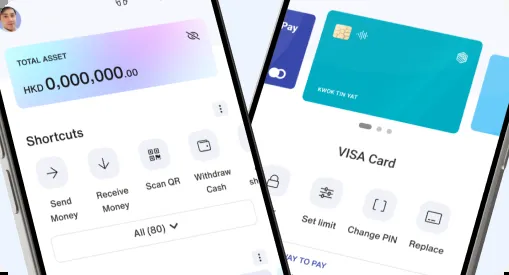 TOTAL ASSET
HKD 0,000,000.00
Shortcuts
Send
Money
Receive
Money
Scan QR
Withdraw
Cash
All (80)
Pay
KWOK TIN YAT
VISA Card
Set limit
Change PIN
Replace
AY TO PAY